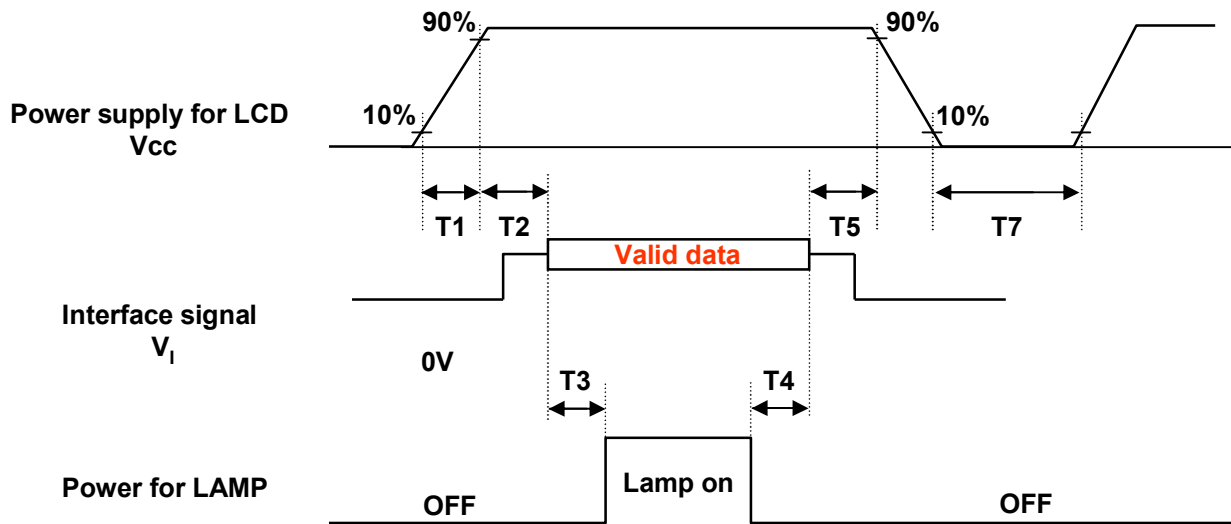 90%
90%
Power supply for LCD
Vcc
10%
10%
T1
T2
T5
T7
Valid data
Interface signal
VI
0V
T3
T4
Power for LAMP
OFF
Lamp on
OFF